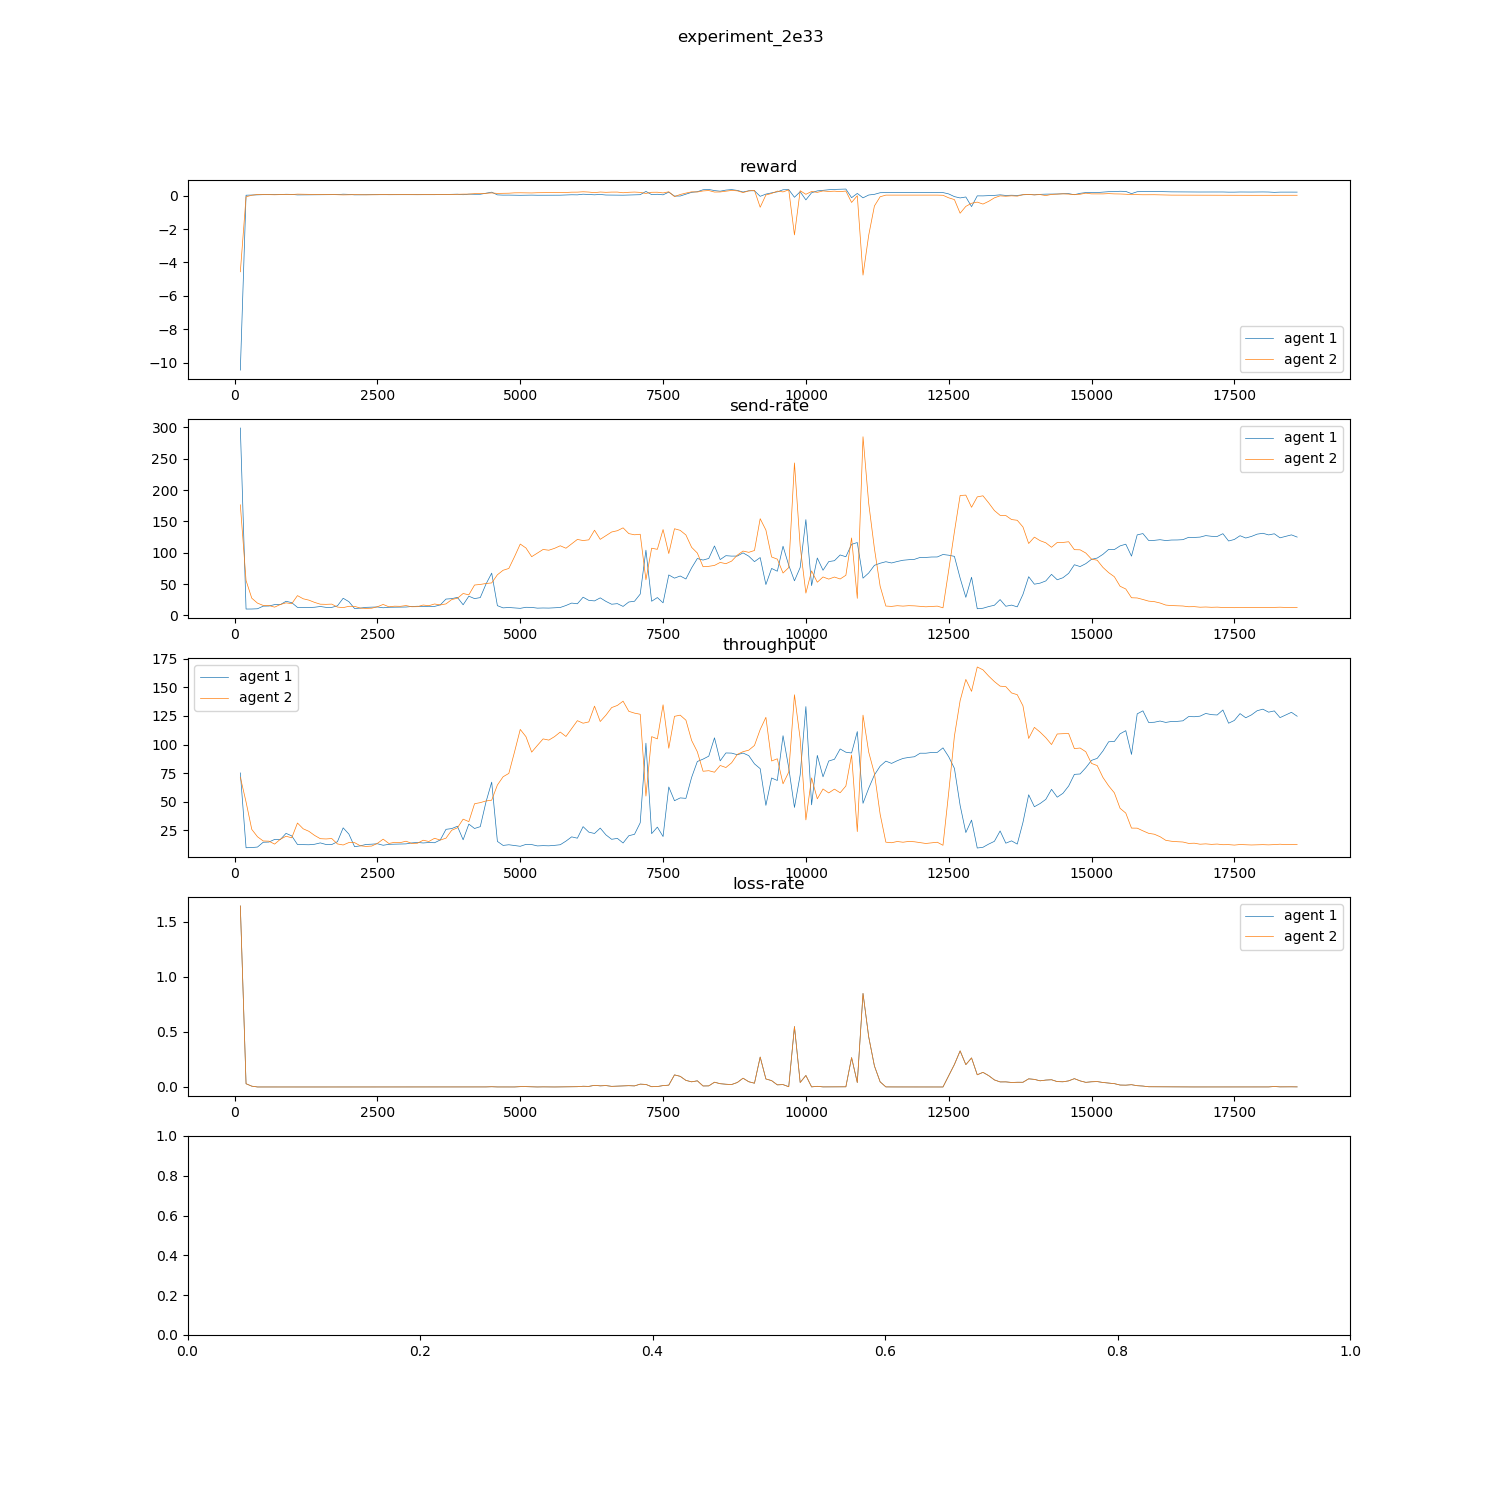 experiment_2e33
reward
0
−2
−4
−6
−8
−10
agent 1
agent 2
0 2500 5000 7500 10000 12500 15000 17500
send-rate
300
250
200
150
100
50
0
agent 1
agent 2
0 2500 5000 7500 10000 12500 15000 17500
throughput
175
150
125
100
75
50
25
agent 1
agent 2
0 2500 5000 7500 10000 12500 15000 17500
loss-rate
1.5
1.0
0.5
0.0
agent 1
agent 2
0 2500 5000 7500 10000 12500 15000 17500
1.0
0.8
0.6
0.4
0.2
0.0
0.0 0.2 0.4 0.6 0.8 1.0